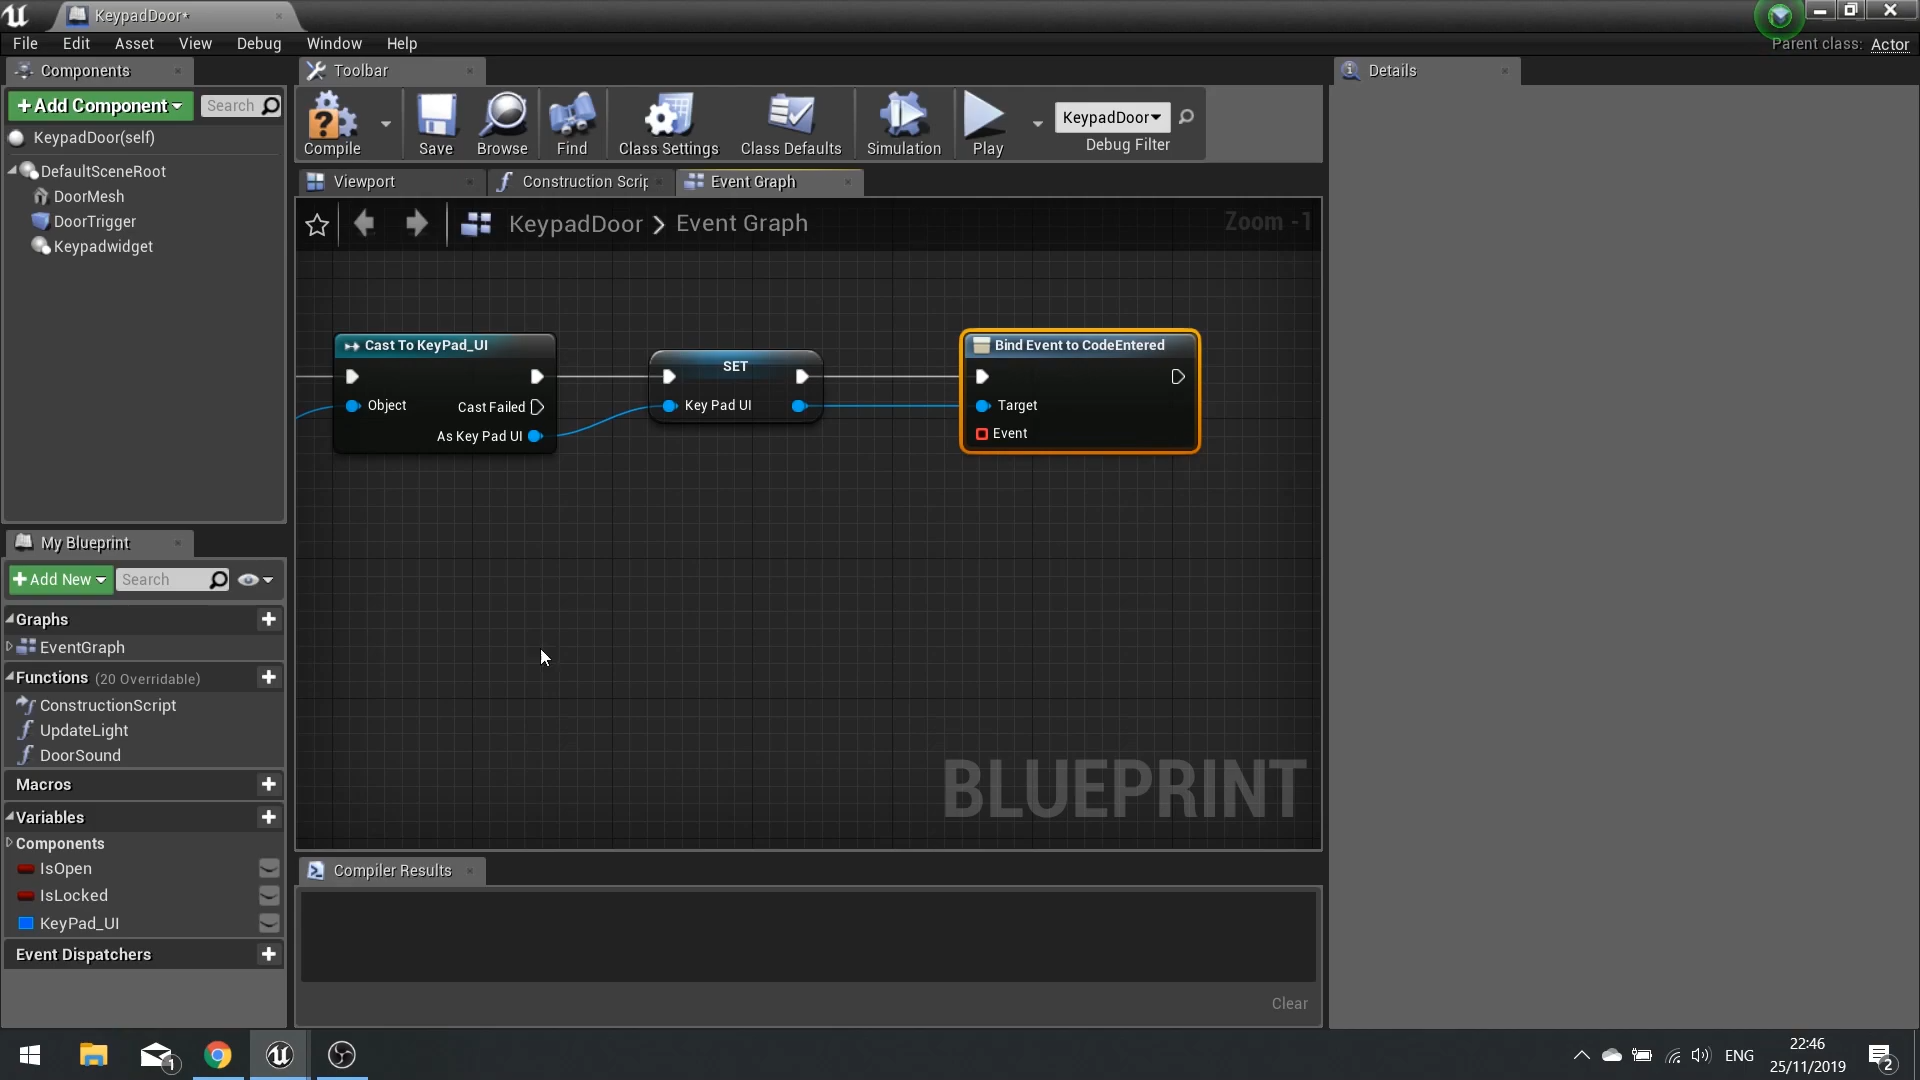 KeypadDoor*
File Edit Asset View Debug Window Help
Parent class: Actor
Components
Toolbar
Details
+Add Component
Search
KeypadDoor(self)
DefaultSceneRoot
DoorMesh
DoorTrigger
Keypadwidget
Compile
Save
Browse
Find
Class Settings
Class Defaults
Simulation
Play
KeypadDoor
Debug Filter
Viewport
Construction Scrip
Event Graph
KeypadDoor > Event Graph
Zoom -1
Cast To KeyPad_UI
Object
Cast Failed
As Key Pad UI
SET
Key Pad UI
Bind Event to CodeEntered
Target
Event
BLUEPRINT
My Blueprint
+Add New
Search
Graphs
EventGraph
Functions (20 Overridable)
ConstructionScript
UpdateLight
DoorSound
Macros
Variables
Components
IsOpen
IsLocked
KeyPad_UI
Event Dispatchers
Compiler Results
Clear
1
ENG
22:46
25/11/2019
2